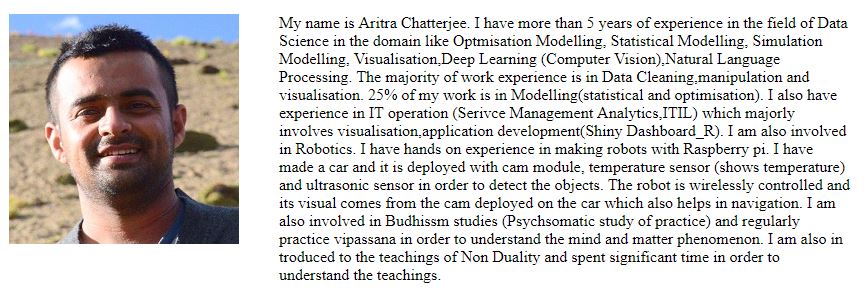 My name is Aritra Chatterjee. I have more than 5 years of experience in the field of Data
Science in the domain like Optmisation Modelling, Statistical Modelling, Simulation
Modelling, Visualisation,Deep Learning (Computer Vision),Natural Language
Processing. The majority of work experience is in Data Cleaning,manipulation and
visualisation. 25% of my work is in Modelling(statistical and optimisation). I also have
experience in IT operation (Serivce Management Analytics,ITIL) which majorly
involves visualisation,application development(Shiny Dashboard_R). I am also involved
in Robotics. I have hands on experience in making robots with Raspberry pi. I have
made a car and it is deployed with cam module, temperature sensor (shows temperature)
and ultrasonic sensor in order to detect the objects. The robot is wirelessly controlled and
its visual comes from the cam deployed on the car which also helps in navigation. I am
also involved in Budhissm studies (Psychsomatic study of practice) and regularly
practice vipassana in order to understand the mind and matter phenomenon. I am also in
troduced to the teachings of Non Duality and spent significant time in order to
understand the teachings.